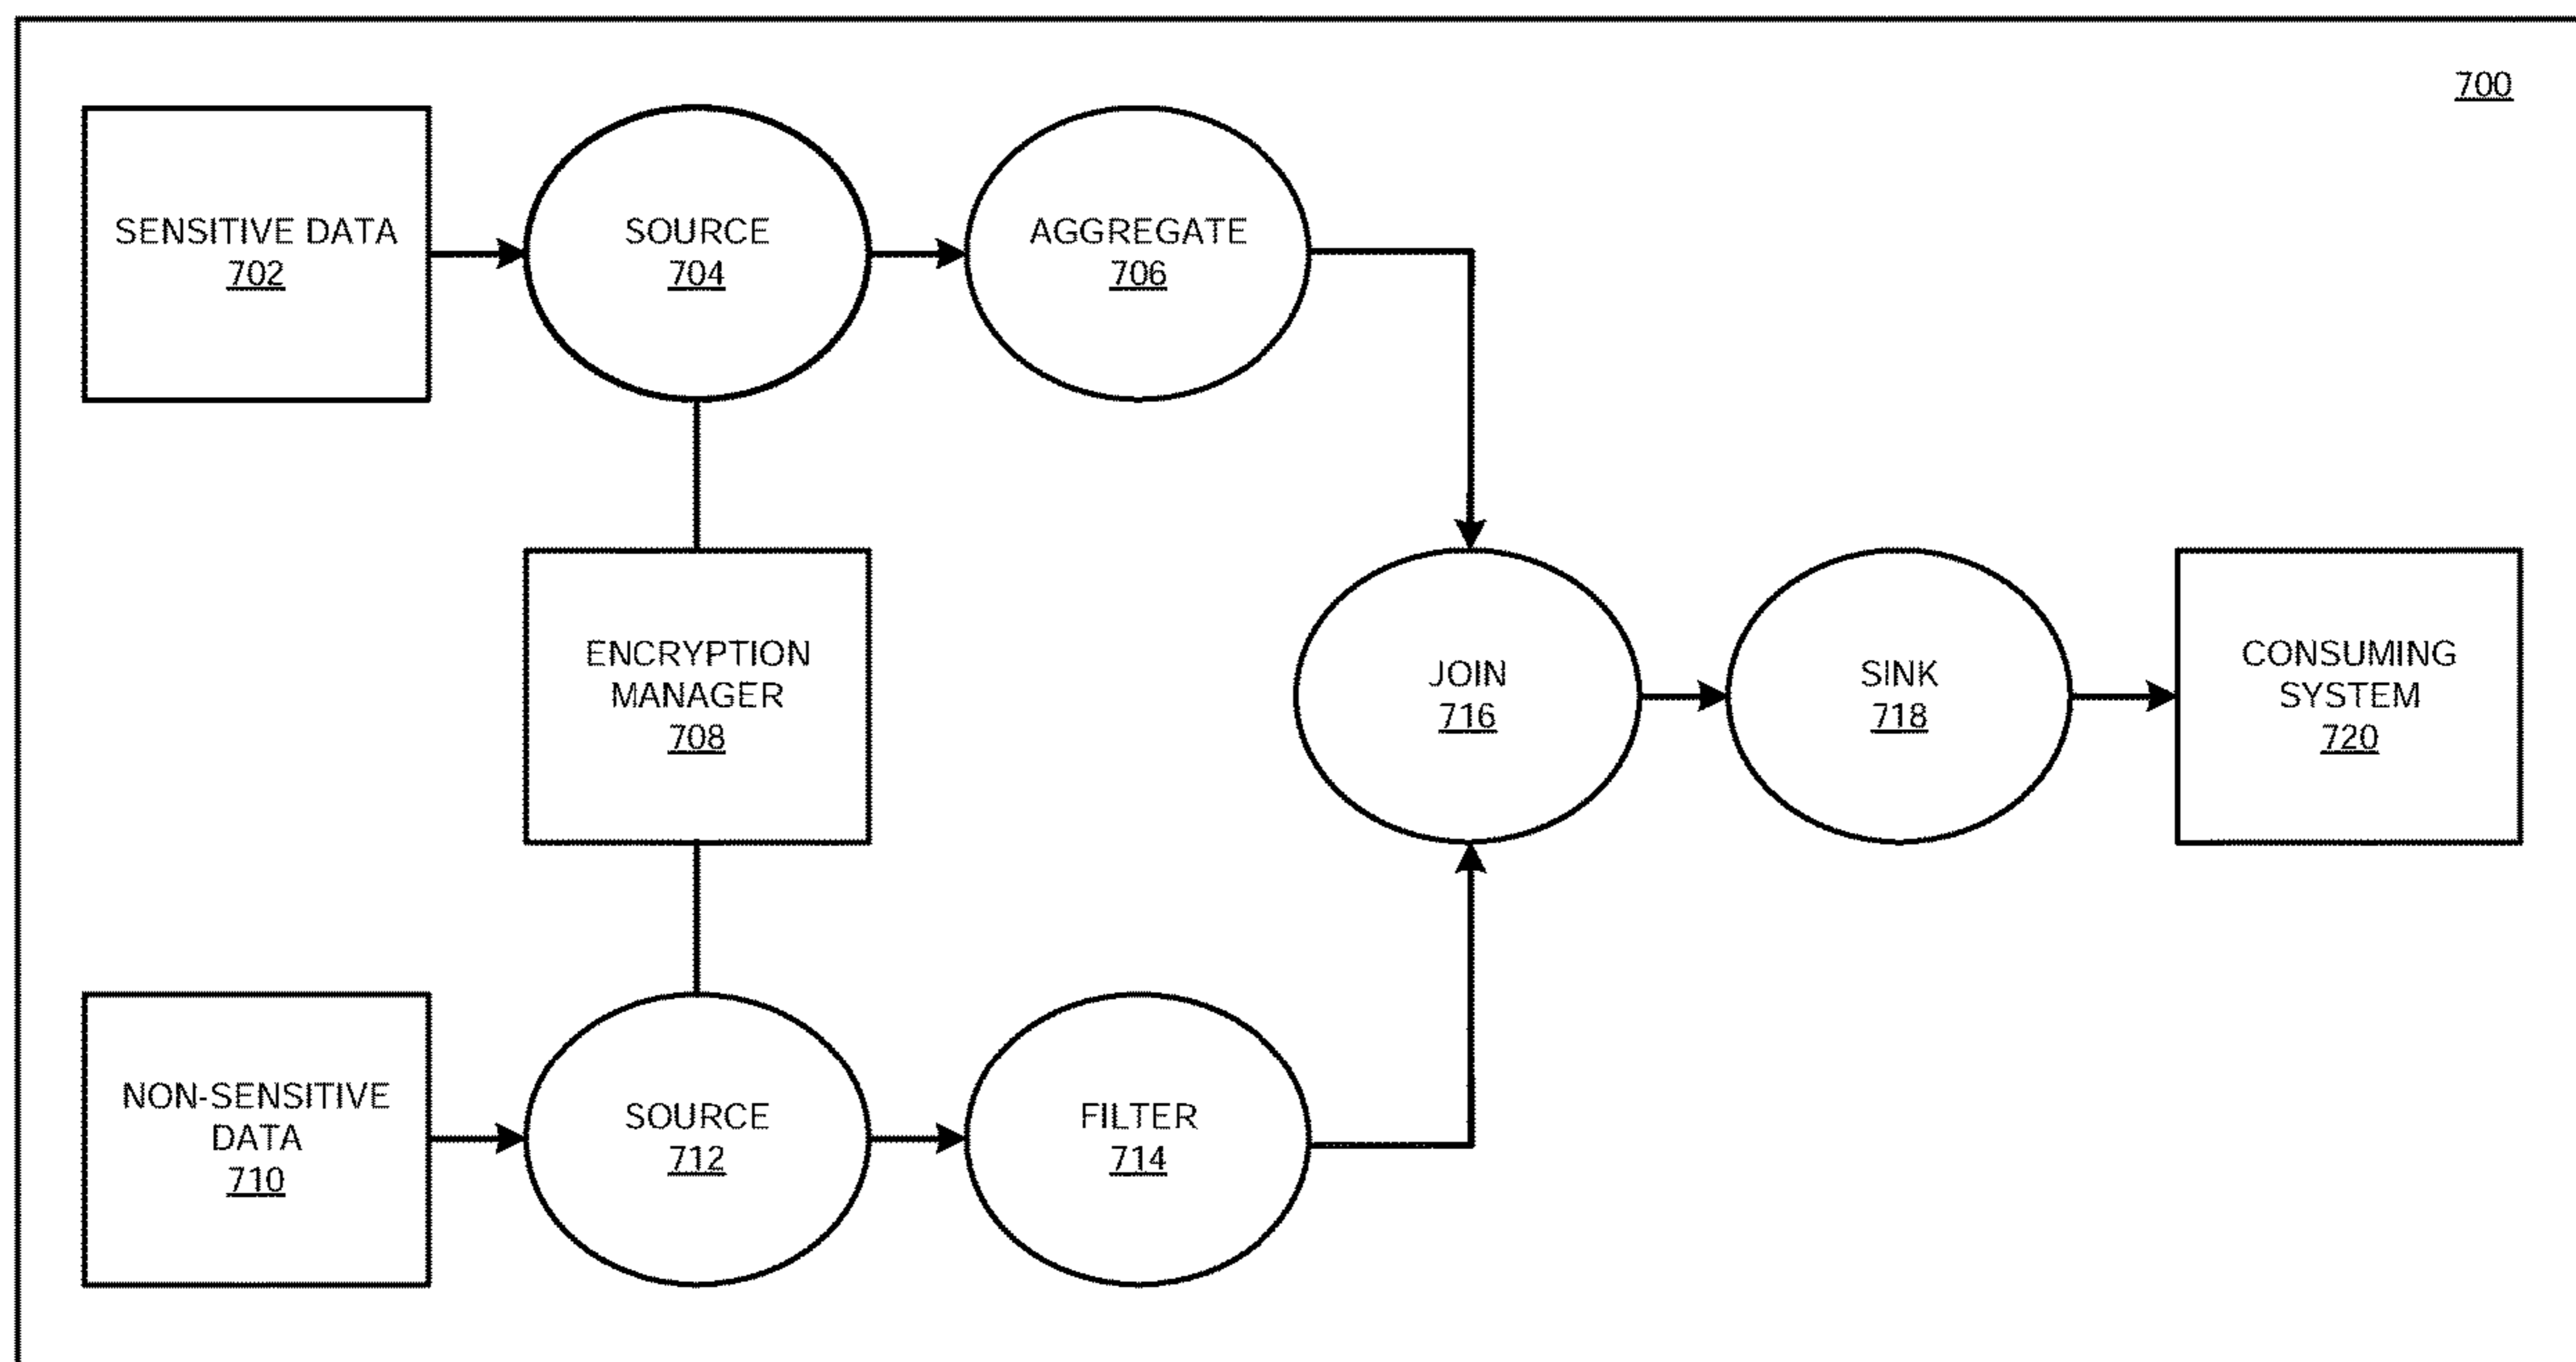 700
SENSITIVE DATA
702
SOURCE
704
AGGREGATE
706
ENCRYPTION
MANAGER
708
JOIN
716
SINK
718
CONSUMING
SYSTEM
720
NON-SENSITIVE
DATA
710
SOURCE
712
FILTER
714